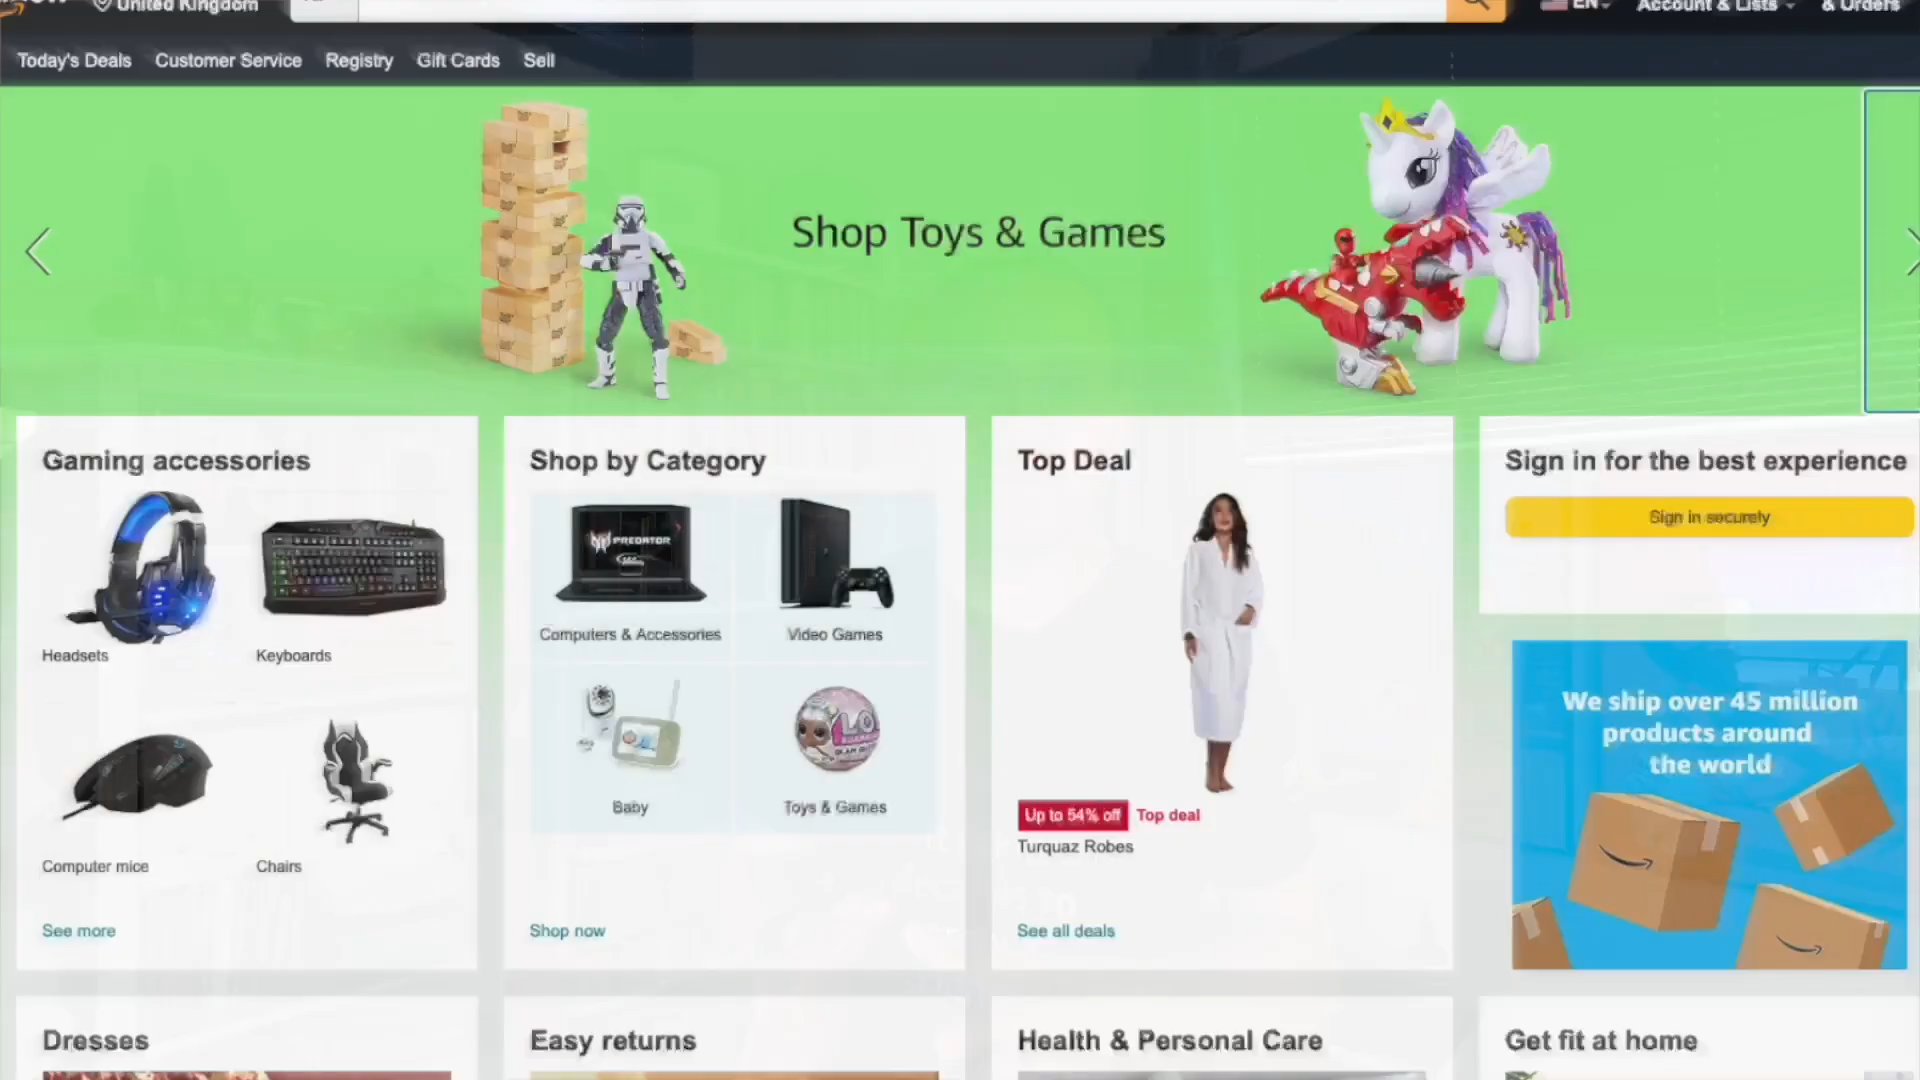 United Kingdom
EN
Account & Lists
& Orders
Today's Deals
Customer Service
Registry
Gift Cards
Sell
Shop Toys & Games
Gaming accessories
Headsets
Keyboards
Computer mice
Chairs
See more
Shop by Category
PREDATOR
Computers & Accessories
Video Games
Baby
Toys & Games
Shop now
Top Deal
Up to 54% off
Top deal
Turquaz Robes
See all deals
Sign in for the best experience
Sign in securely
We ship over 45 million
products around
the world
Dresses
Easy returns
Health & Personal Care
Get fit at home